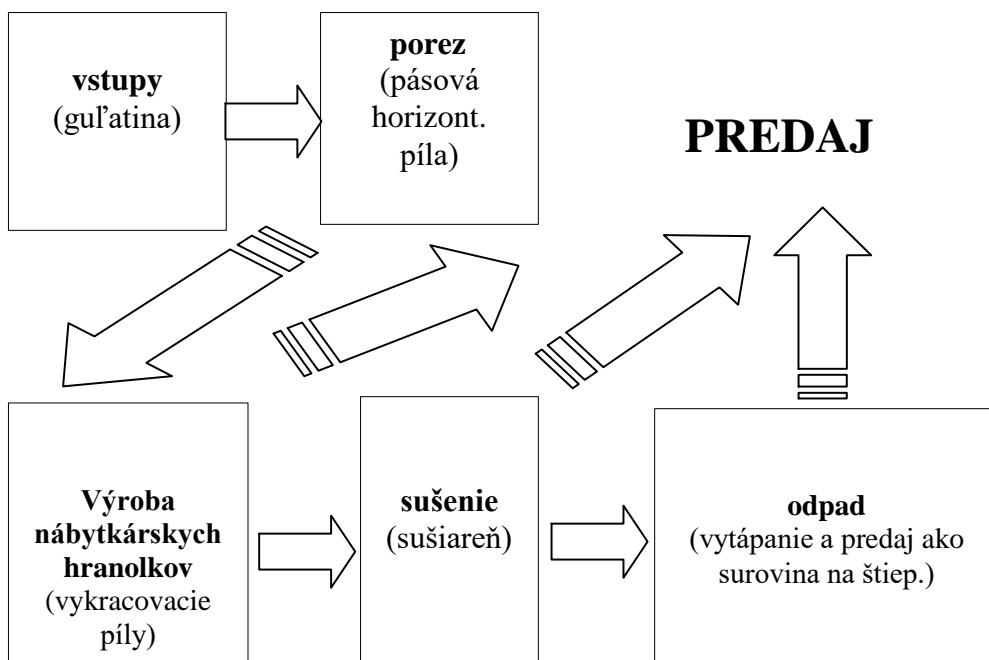 vstupy
(guľatina)
porez
(pásová
horizont.
píla)
PREDAJ
Výroba
nábytkárskych
hranolkov
(vykracovacie
píly)
sušenie
(sušiareň)
odpad
(vytápanie a predaj ako
surovina na štiep.)